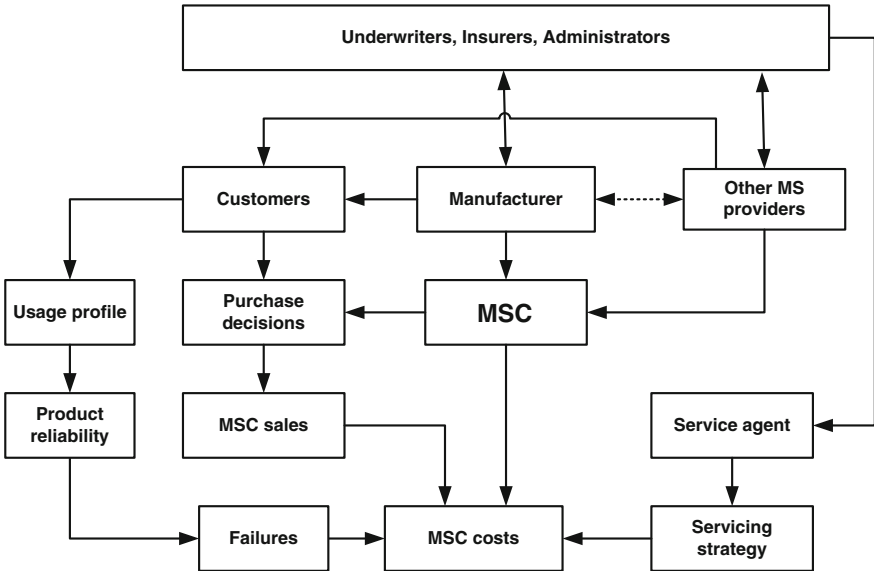 Underwriters, Insurers, Administrators
Customers
Manufacturer
Other MS
providers
Usage profile
Purchase
decisions
MSC
Product
reliability
MSC sales
Service agent
Failures
MSC costs
Servicing
strategy